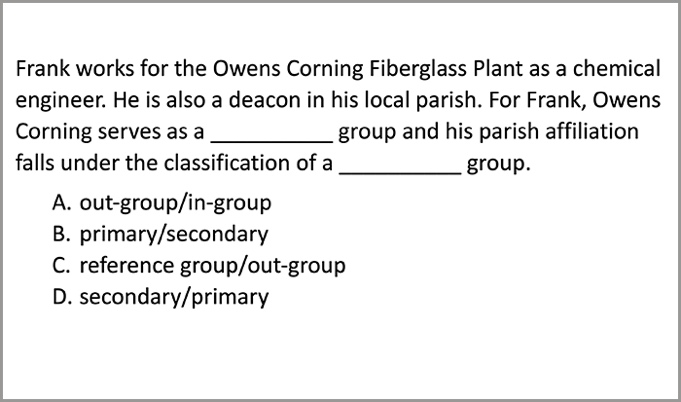 Frank works for the Owens Corning Fiberglass Plant as a chemical
engineer. He is also a deacon in his local parish. For Frank, Owens
Corning serves as a ____________ group and his parish affiliation
falls under the classification of a ____________ group.
A. out-group/in-group
B. primary/secondary
C. reference group/out-group
D. secondary/primary